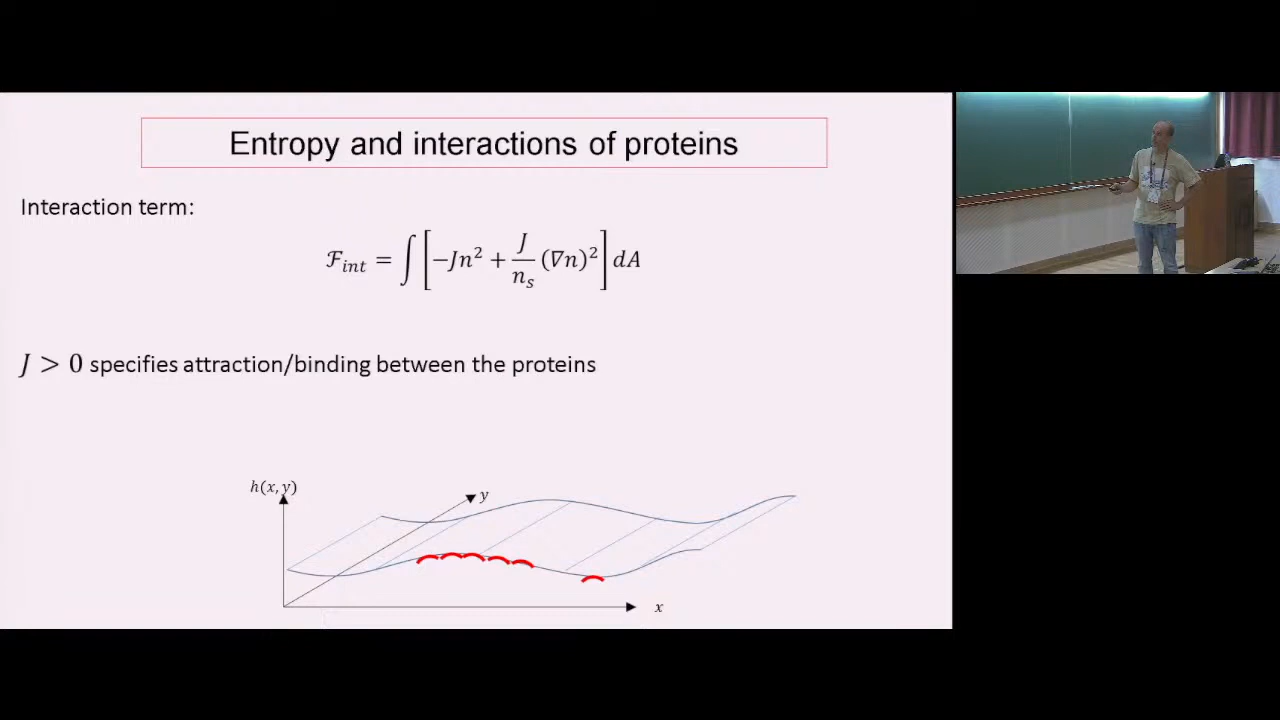 Entropy and interactions of proteins
Interaction term:
ℱ_int = ∫ [−Jn² + J/n_s (∇n)²] dA
J > 0 specifies attraction/binding between the proteins
h(x, y)
y
x